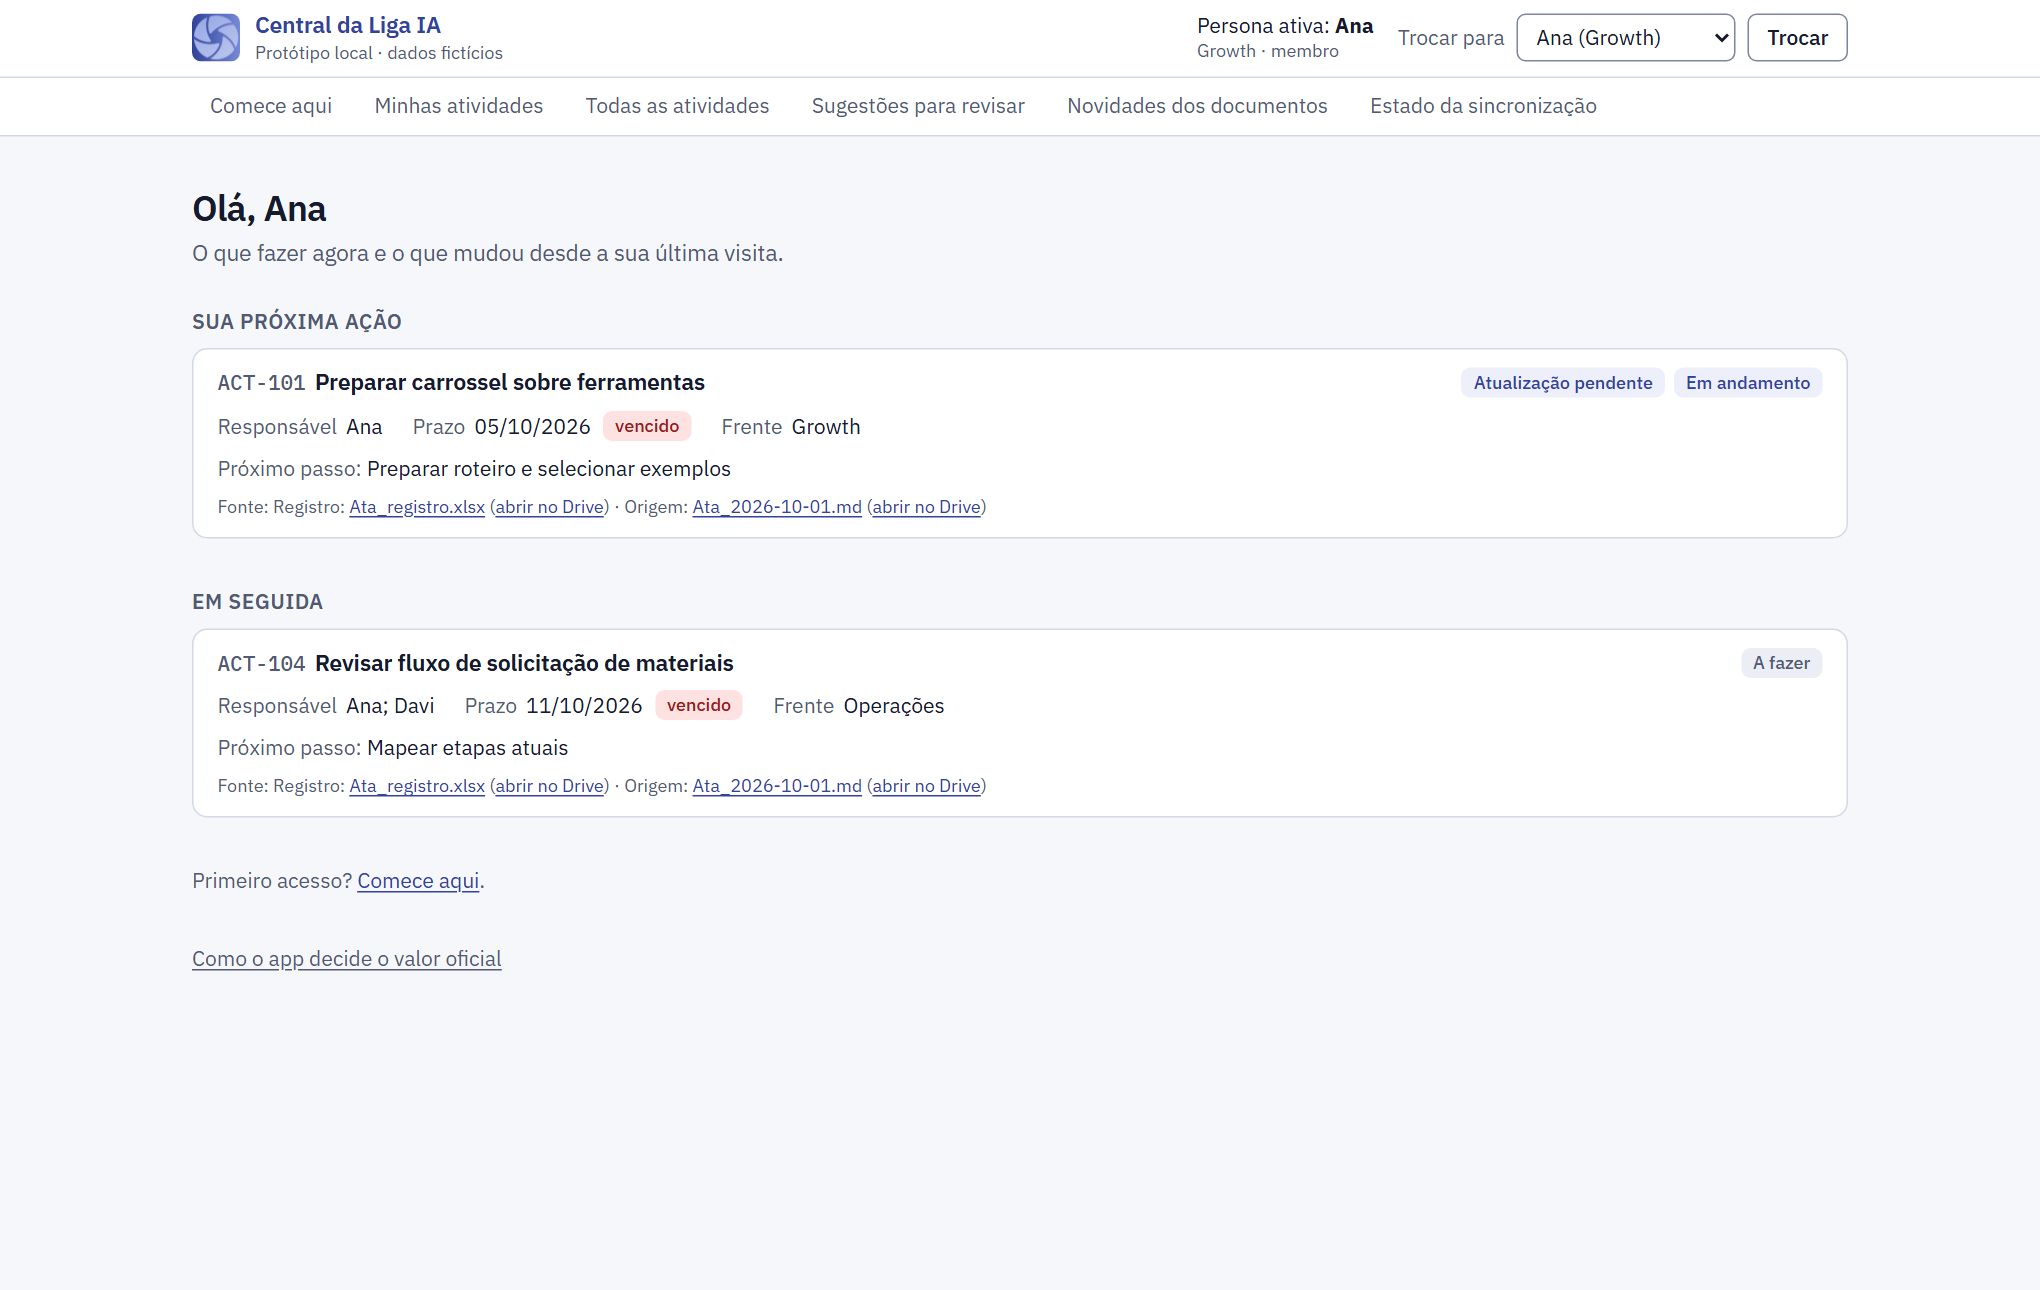 Central da Liga IA
Protótipo local · dados fictícios
Persona ativa: Ana
Growth · membro
Trocar para
Ana (Growth)
Trocar
Comece aqui
Minhas atividades
Todas as atividades
Sugestões para revisar
Novidades dos documentos
Estado da sincronização
Olá, Ana
O que fazer agora e o que mudou desde a sua última visita.
SUA PRÓXIMA AÇÃO
ACT-101 Preparar carrossel sobre ferramentas
Atualização pendente
Em andamento
Responsável Ana Prazo 05/10/2026 vencido Frente Growth
Próximo passo: Preparar roteiro e selecionar exemplos
Fonte: Registro: Ata_registro.xlsx (abrir no Drive) · Origem: Ata_2026-10-01.md (abrir no Drive)
EM SEGUIDA
ACT-104 Revisar fluxo de solicitação de materiais
A fazer
Responsável Ana; Davi Prazo 11/10/2026 vencido Frente Operações
Próximo passo: Mapear etapas atuais
Fonte: Registro: Ata_registro.xlsx (abrir no Drive) · Origem: Ata_2026-10-01.md (abrir no Drive)
Primeiro acesso? Comece aqui.
Como o app decide o valor oficial